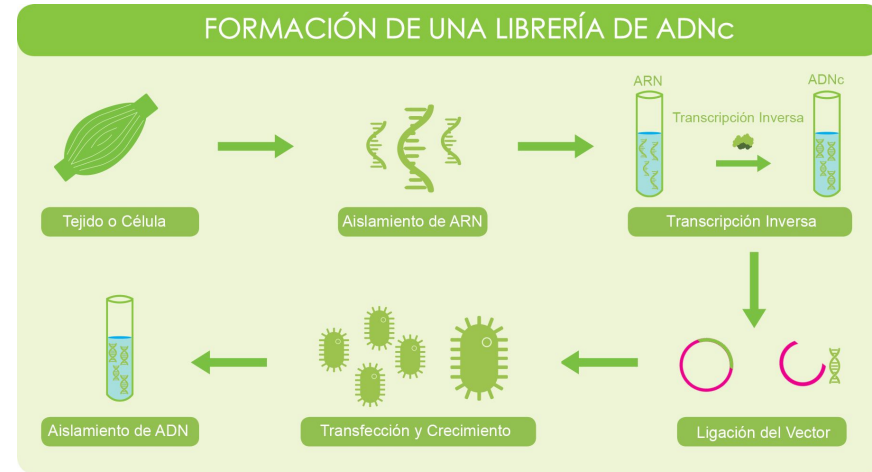 FORMACIÓN DE UNA LIBRERÍA DE ADNc
ARN
ADNc
Transcripción Inversa
Tejido o Célula
Aislamiento de ARN
Transcripción Inversa
Aislamiento de ADN
Transfección y Crecimiento
Ligación del Vector